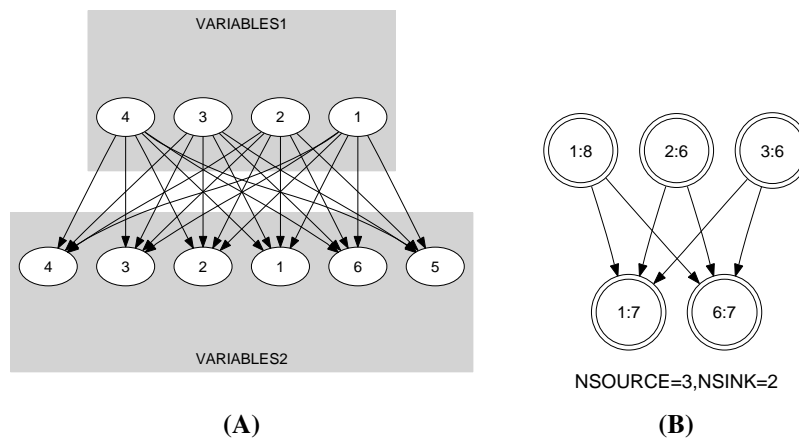 VARIABLES1
4 3 2 1
4 3 2 1 6 5
VARIABLES2
(A)
1:8 2:6 3:6
1:7 6:7
NSOURCE=3,NSINK=2
(B)